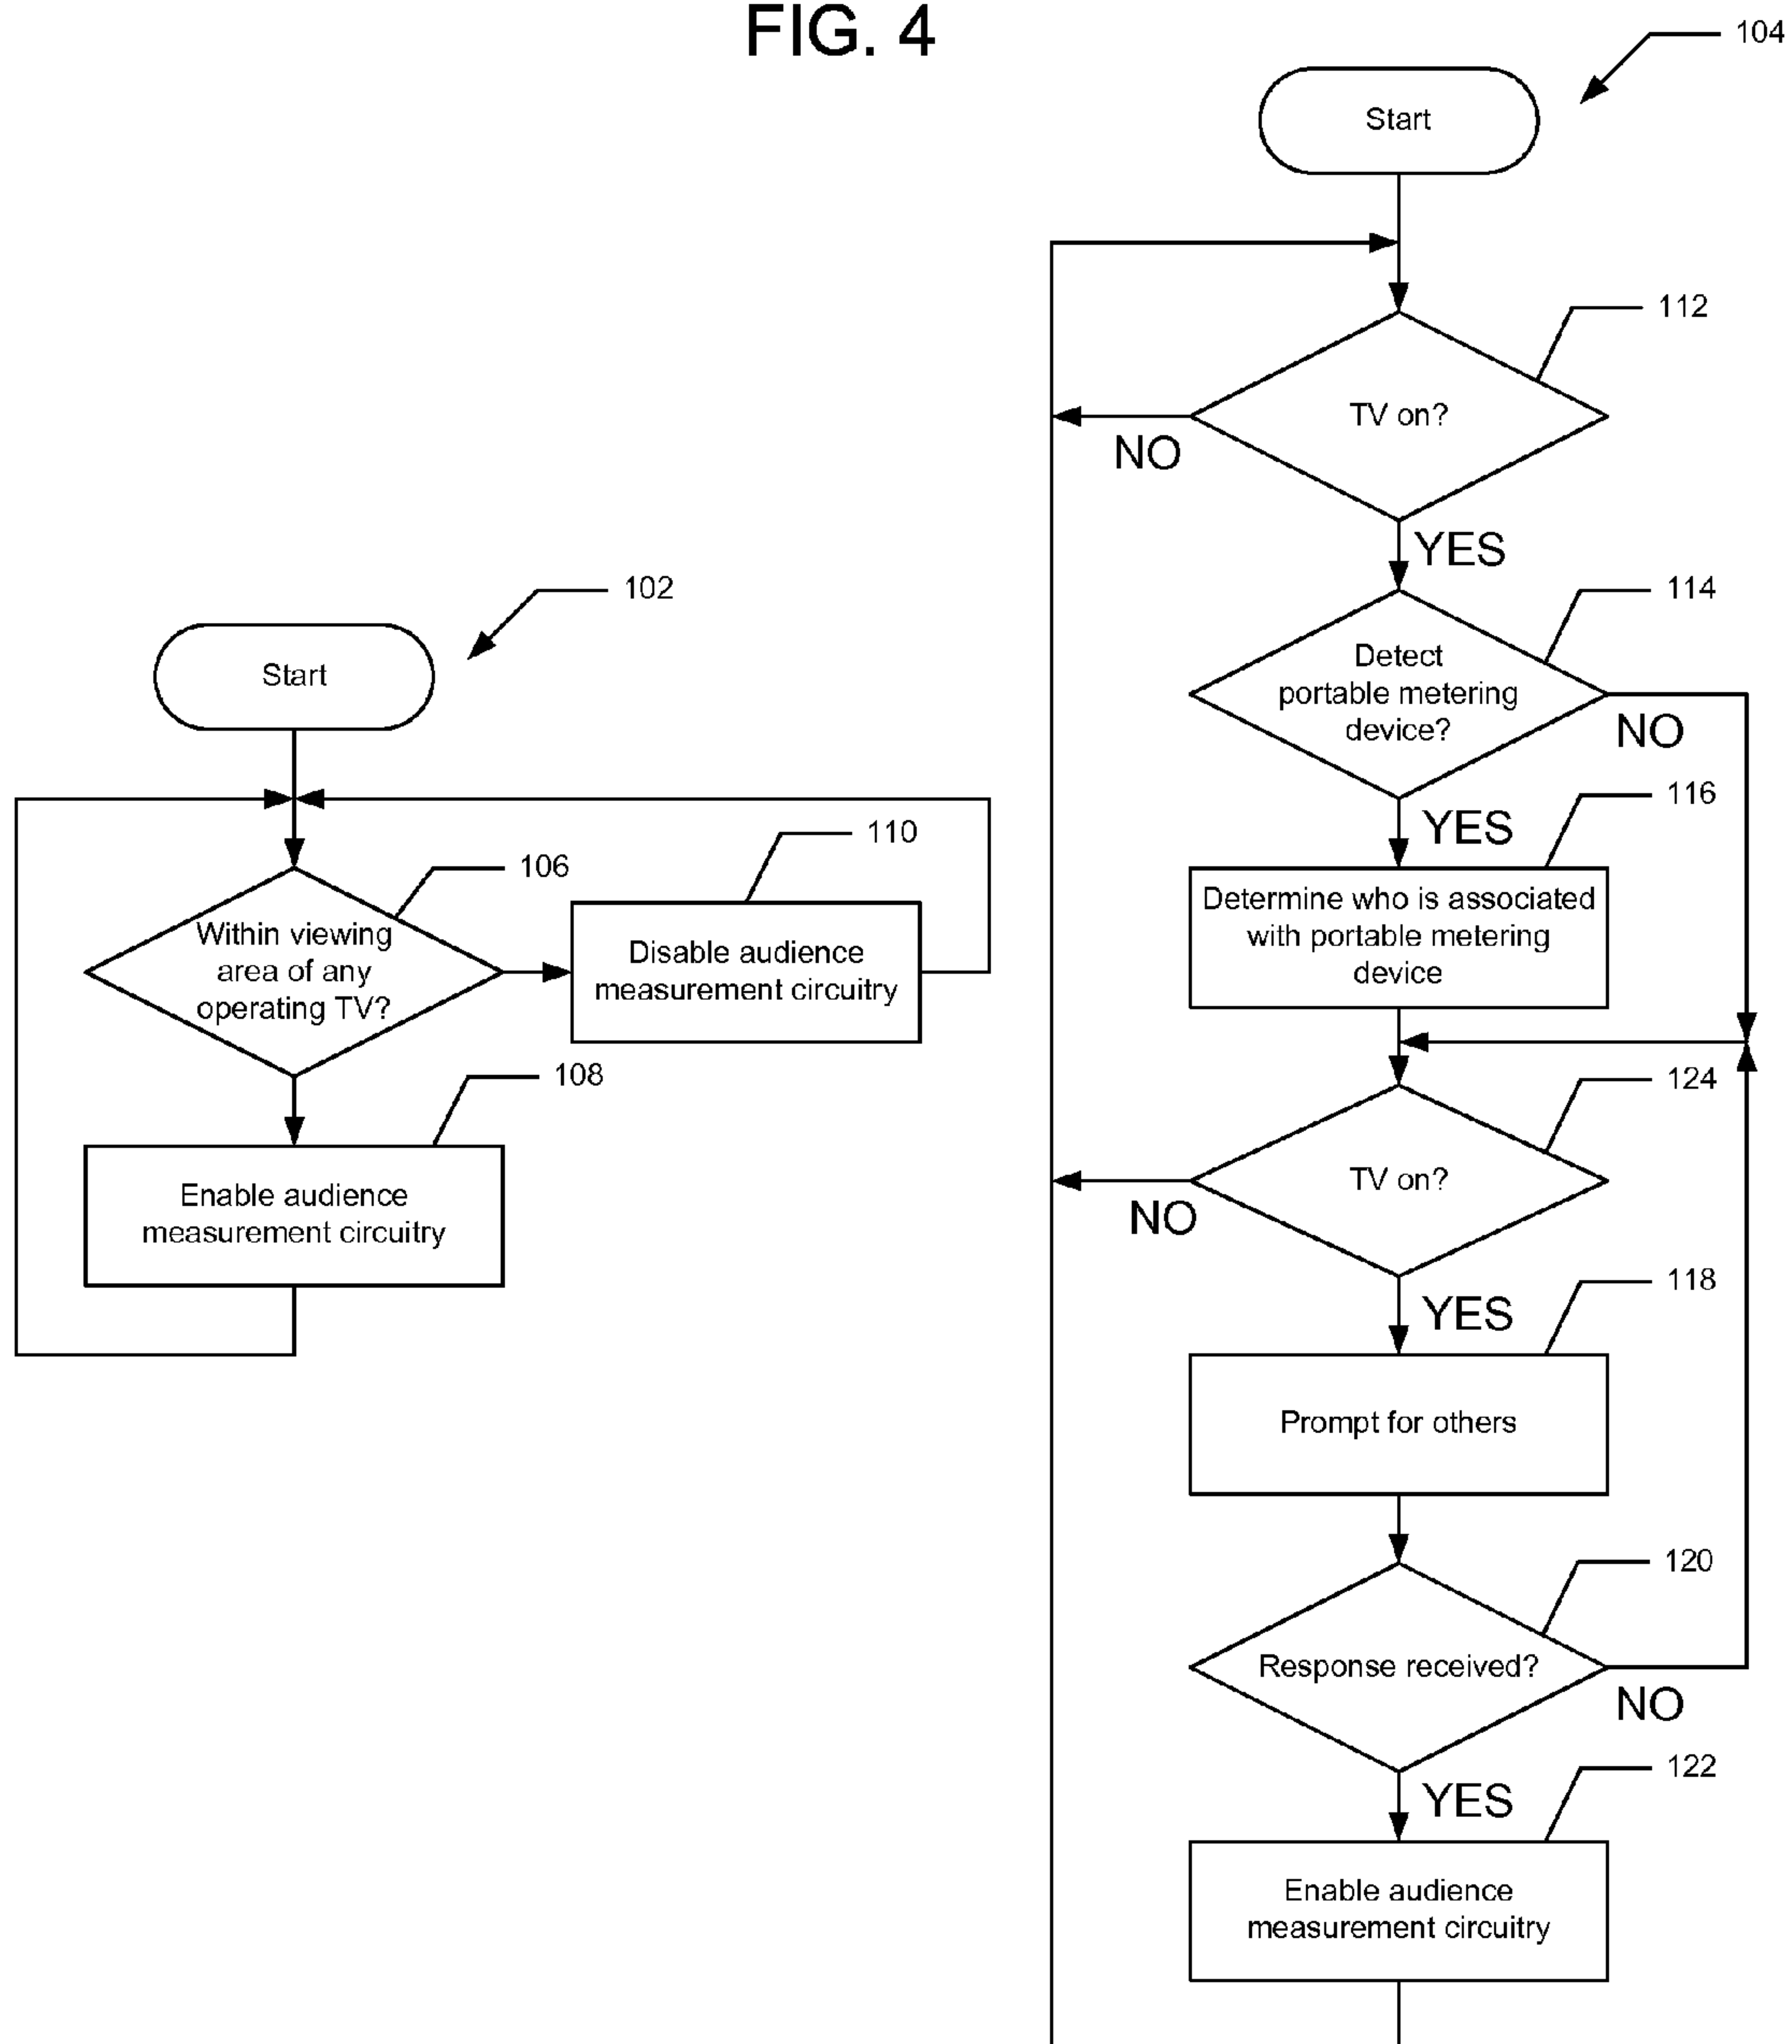 FIG. 4
104
Start
112
TV on?
NO
YES
114
Detect
portable metering
device?
NO
YES
116
Determine who is associated
with portable metering
device
124
TV on?
NO
YES
118
Prompt for others
120
Response received?
NO
YES
122
Enable audience
measurement circuitry
102
Start
106
Within viewing
area of any
operating TV?
110
Disable audience
measurement circuitry
108
Enable audience
measurement circuitry